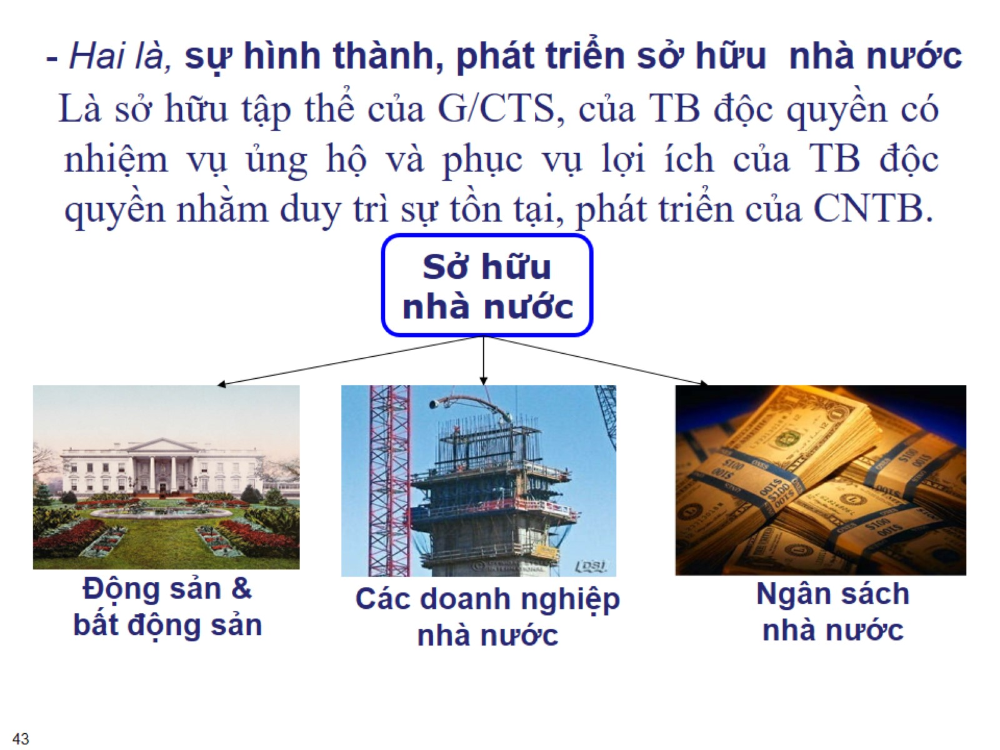 - Hai là, sự hình thành, phát triển sở hữu nhà nước
Là sở hữu tập thể của G/CTS, của TB độc quyền có
nhiệm vụ ủng hộ và phục vụ lợi ích của TB độc
quyền nhằm duy trì sự tồn tại, phát triển của CNTB.
Sở hữu
nhà nước
Động sản &
bất động sản
Các doanh nghiệp
nhà nước
Ngân sách
nhà nước
43